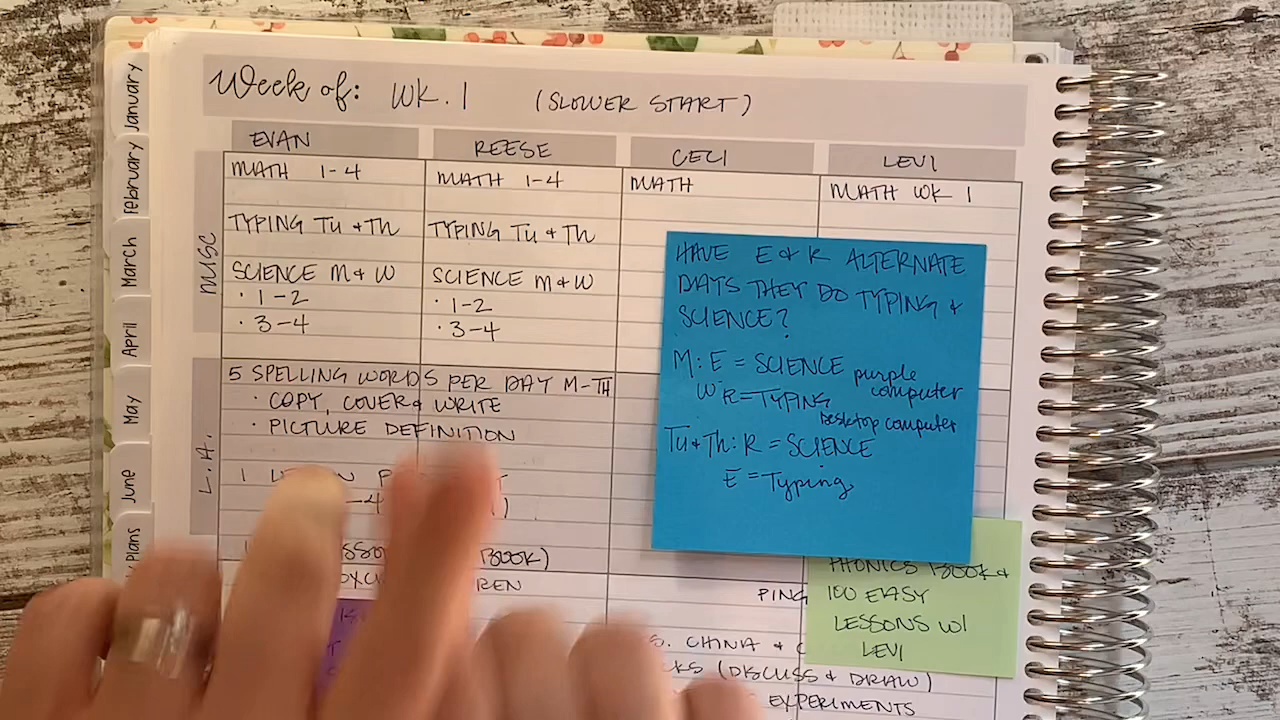 Week of: WK. 1 (SLOWER START)
EVAN REESE CECI LEVI
MISC
MATH 1-4
TYPING Tu + Th
SCIENCE M + W
· 1-2
· 3-4
MATH 1-4
TYPING Tu + Th
SCIENCE M + W
· 1-2
· 3-4
MATH
MATH WK 1
L.A.
5 SPELLING WORDS PER DAY M-TH
· COPY, COVER & WRITE
· PICTURE DEFINITION
1
BOOK)
PING
CHINA &
(DISCUSS & DRAW)
EXPERIMENTS
HAVE E & R ALTERNATE
DAYS THEY DO TYPING +
SCIENCE?
M: E = SCIENCE purple
computer
W R = TYPING
Desktop computer
Tu + Th: R = SCIENCE
E = Typing
PHONICS BOOK +
100 EASY
LESSONS W/
LEVI
January
February
March
April
May
June
Plans